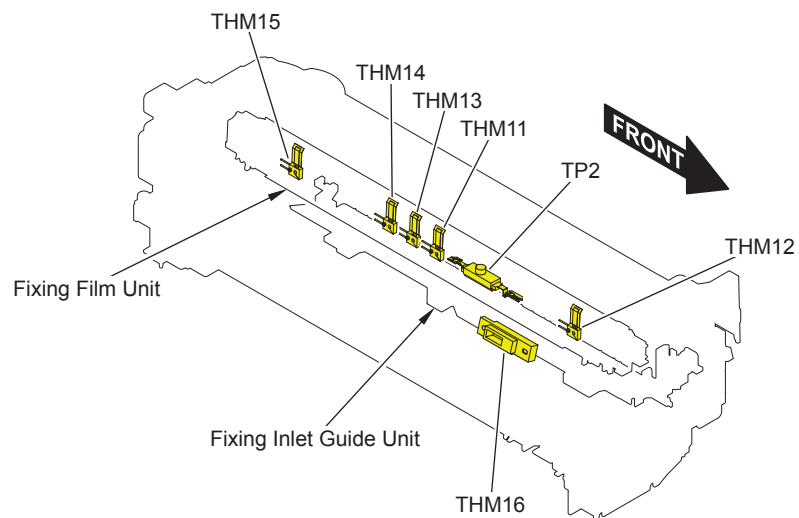 THM15
THM14
THM13
THM11
FRONT
TP2
THM12
Fixing Film Unit
Fixing Inlet Guide Unit
THM16